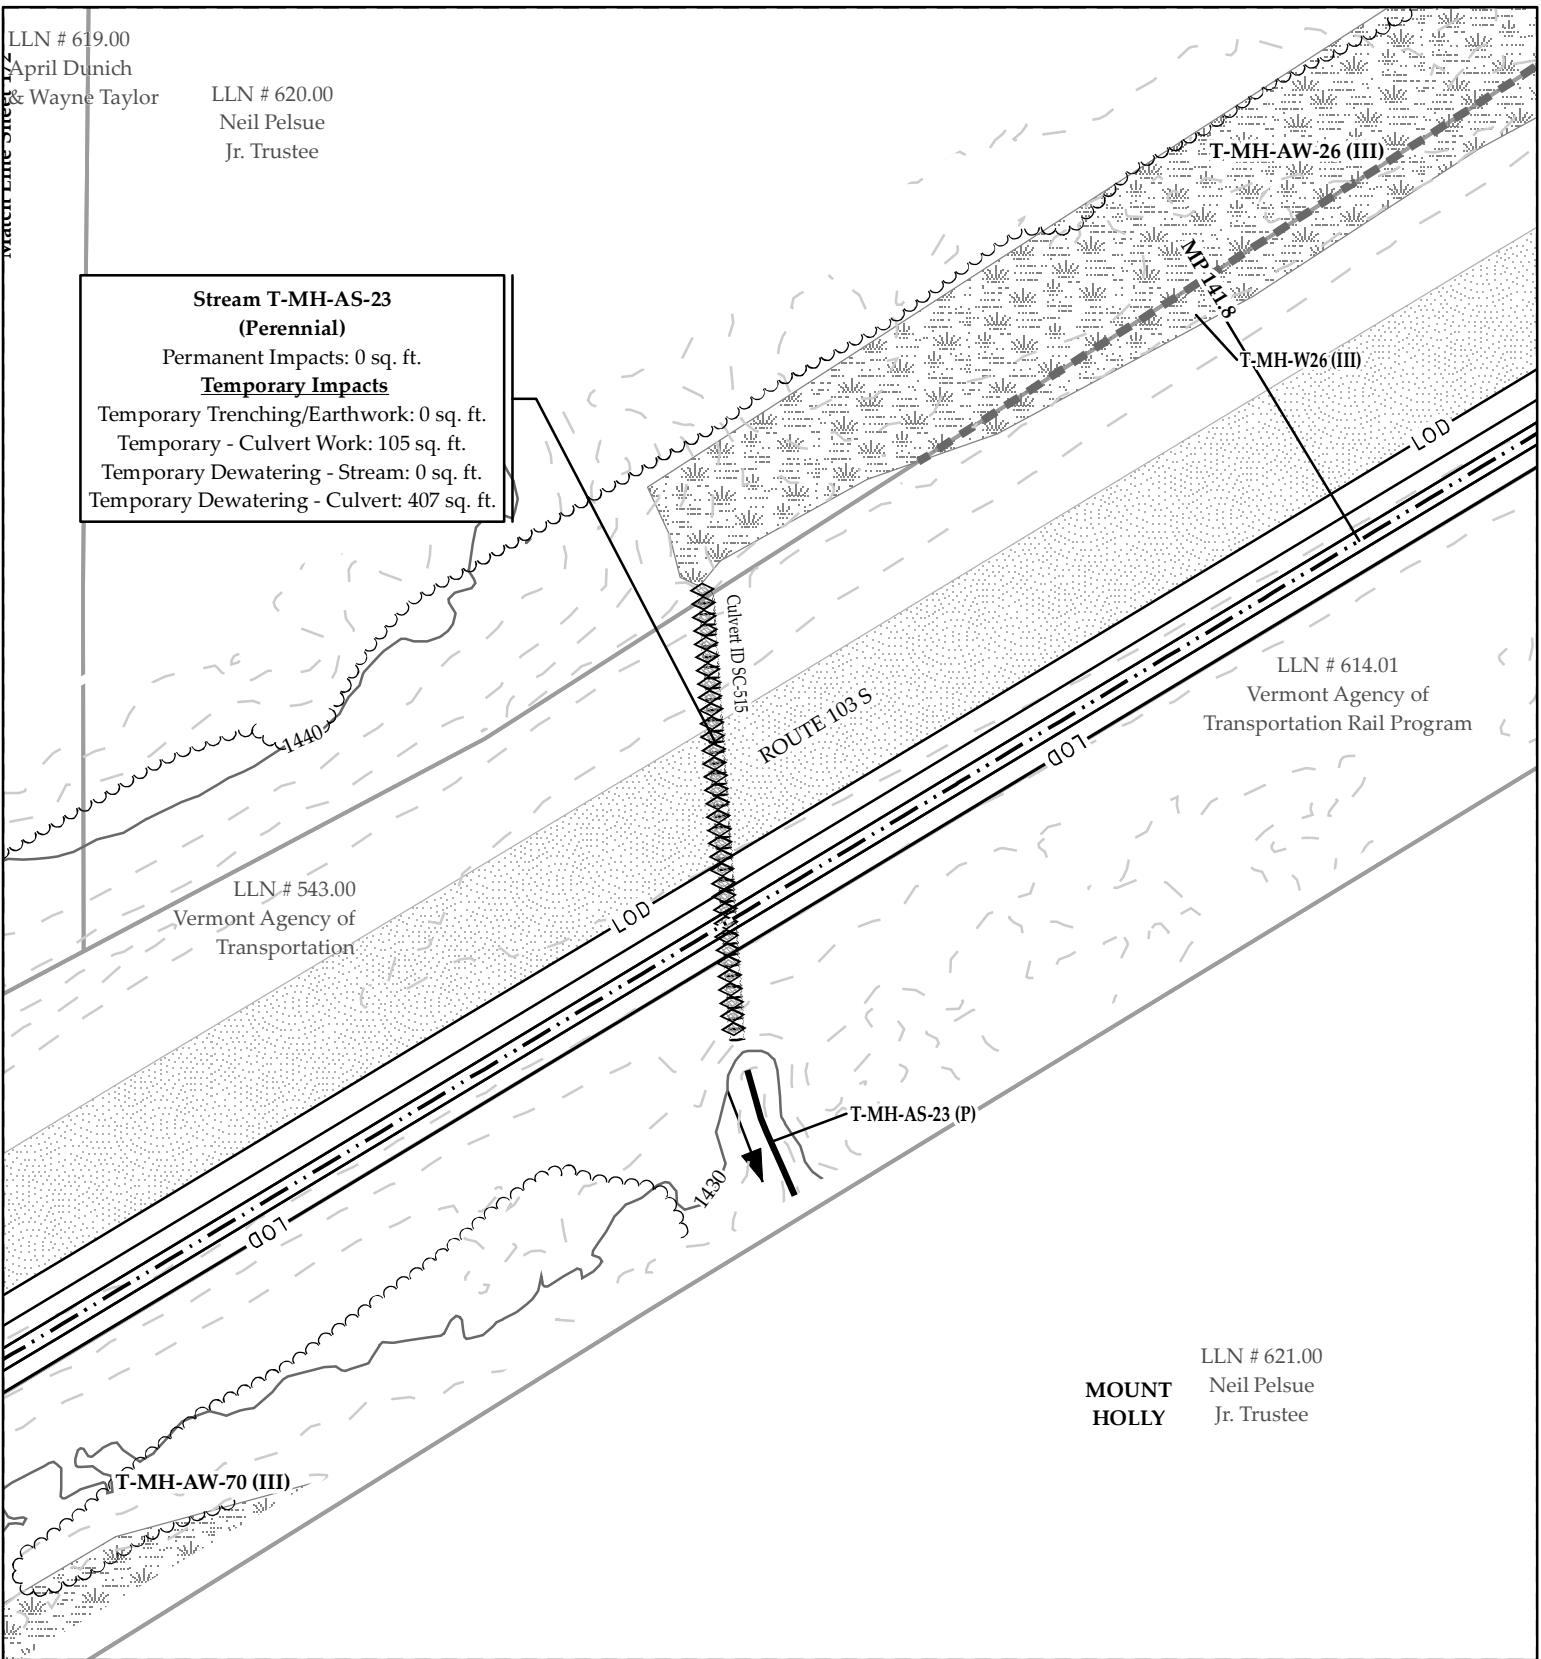 LLN # 619.00
April Dunich
& Wayne Taylor
Match Line Sheet 1/2
LLN # 620.00
Neil Pelsue
Jr. Trustee
T-MH-AW-26 (III)
Stream T-MH-AS-23
(Perennial)
Permanent Impacts: 0 sq. ft.
Temporary Impacts
Temporary Trenching/Earthwork: 0 sq. ft.
Temporary - Culvert Work: 105 sq. ft.
Temporary Dewatering - Stream: 0 sq. ft.
Temporary Dewatering - Culvert: 407 sq. ft.
MP 141.8
T-MH-W26 (III)
LOD
Culvert ID SC-515
LLN # 614.01
Vermont Agency of
Transportation Rail Program
ROUTE 103 S
1440
LOD
LLN # 543.00
Vermont Agency of
Transportation
LOD
T-MH-AS-23 (P)
1430
LOD
LLN # 621.00
Neil Pelsue
Jr. Trustee
MOUNT
HOLLY
T-MH-AW-70 (III)